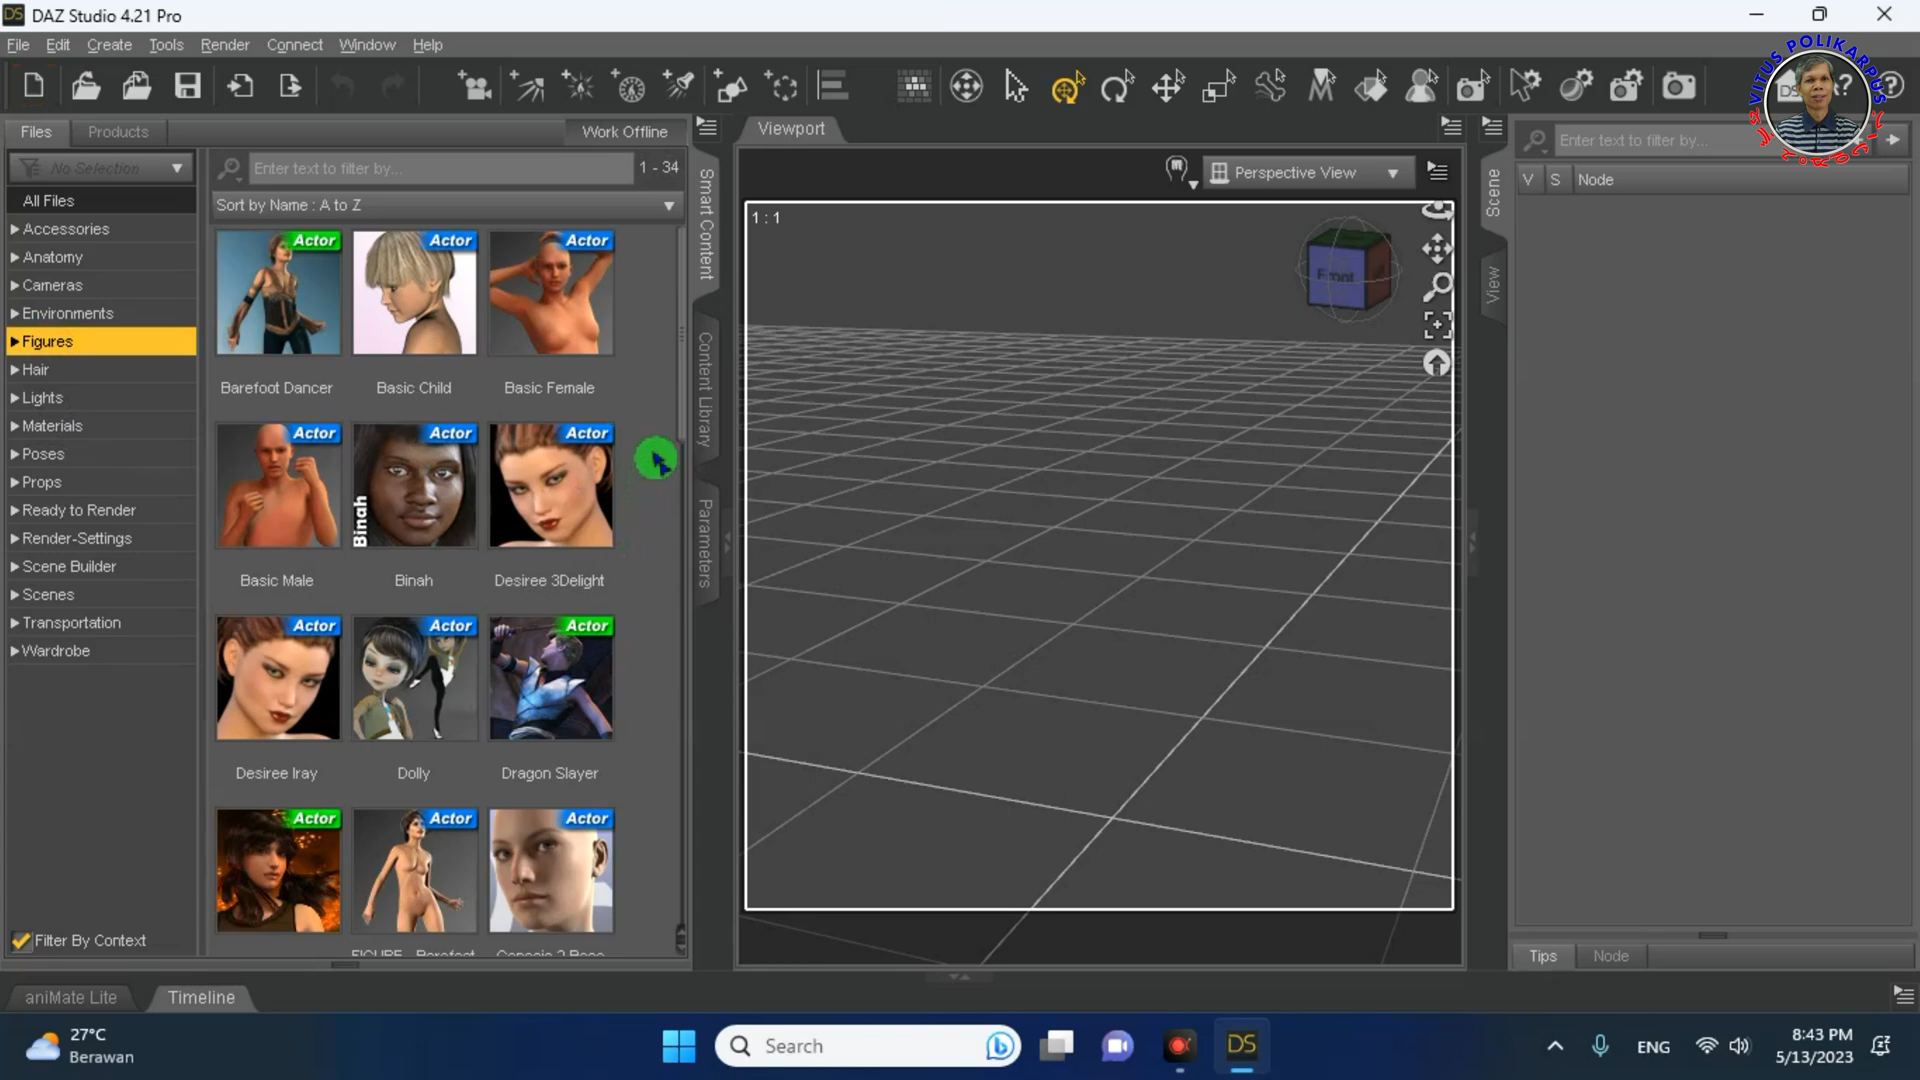 DAZ Studio 4.21 Pro
File Edit Create Tools Render Connect Window Help
VITUS POLIKARPUS
Files Products Work Offline
Viewport
No Selection
Enter text to filter by...
1 - 34
Enter text to filter by...
Perspective View
V S Node
All Files
Sort by Name : A to Z
1 : 1
Accessories
Anatomy
Cameras
Environments
Figures
Hair
Lights
Materials
Poses
Props
Ready to Render
Render-Settings
Scene Builder
Scenes
Transportation
Wardrobe
Filter By Context
Actor Actor Actor
Barefoot Dancer Basic Child Basic Female
Actor Actor Actor
Binah
Basic Male Binah Desiree 3Delight
Actor Actor Actor
Desiree Iray Dolly Dragon Slayer
Actor Actor Actor
Smart Content
Content Library
Parameters
Front
Scene
View
Tips Node
aniMate Lite Timeline
27°C
Berawan
Search
DS
ENG
8:43 PM
5/13/2023